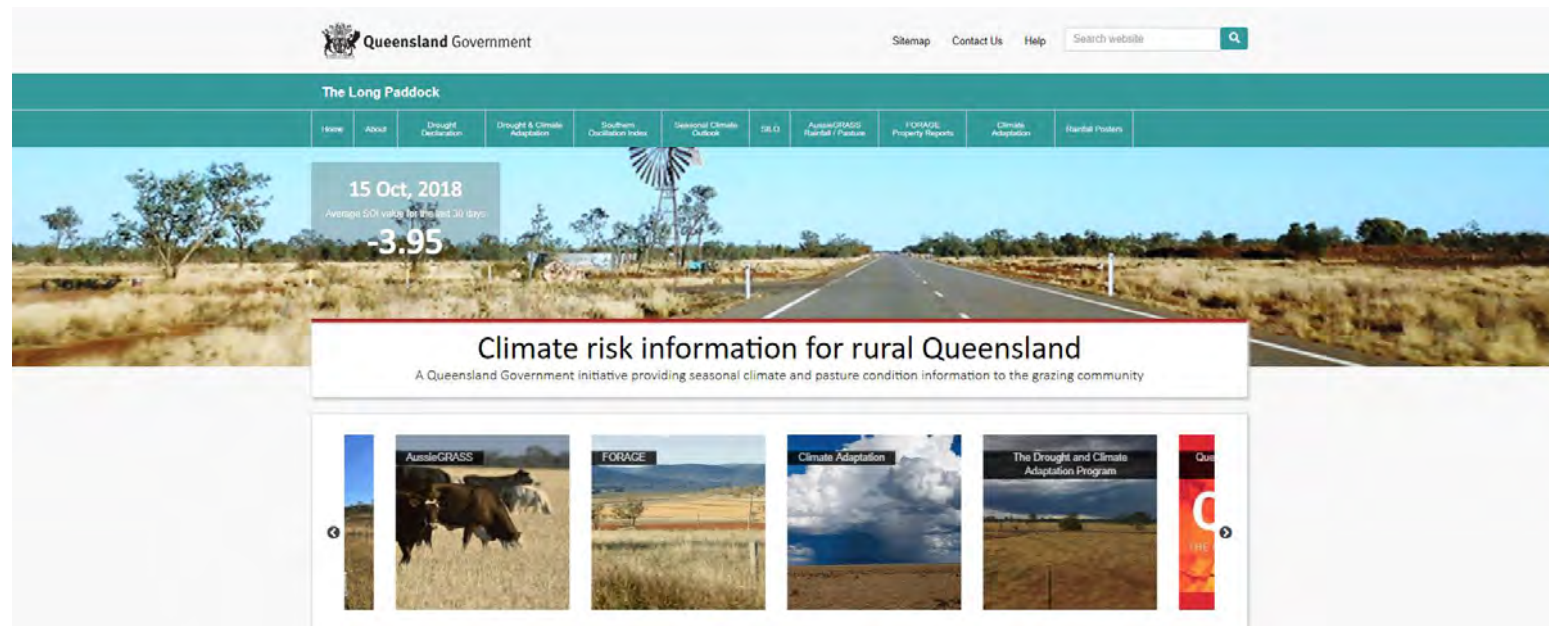 Queensland Government
Sitemap Contact Us Help Search website
The Long Paddock
Home About Drought Declaration Drought & Climate Adaptation Southern Oscillation Index Seasonal Climate Outlook SILO AussieGRASS Rainfall / Pasture FORAGE Property Reports Climate Adaptation Rainfall Posters
15 Oct, 2018
Average SOI value for the last 30 days
-3.95
Climate risk information for rural Queensland
A Queensland Government initiative providing seasonal climate and pasture condition information to the grazing community
AussieGRASS
FORAGE
Climate Adaptation
The Drought and Climate
Adaptation Program
Que
THE